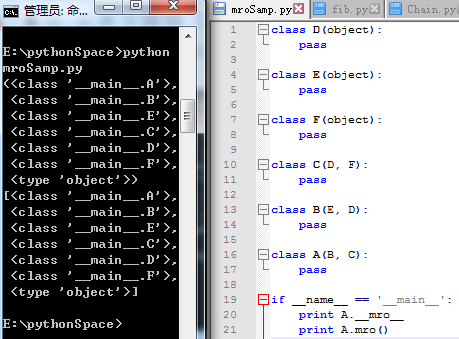 管理员: 命...
E:\pythonSpace>python
mroSamp.py
(<class '__main__.A'>,
<class '__main__.B'>,
<class '__main__.E'>,
<class '__main__.C'>,
<class '__main__.D'>,
<class '__main__.F'>,
<type 'object'>)
[<class '__main__.A'>,
<class '__main__.B'>,
<class '__main__.E'>,
<class '__main__.C'>,
<class '__main__.D'>,
<class '__main__.F'>,
<type 'object'>]
E:\pythonSpace>
mroSamp.py fib.py Chain.py
1 class D(object):
2 pass
3
4 class E(object):
5 pass
6
7 class F(object):
8 pass
9
10 class C(D, F):
11 pass
12
13 class B(E, D):
14 pass
15
16 class A(B, C):
17 pass
18
19 if __name__ == '__main__':
20 print A.__mro__
21 print A.mro()